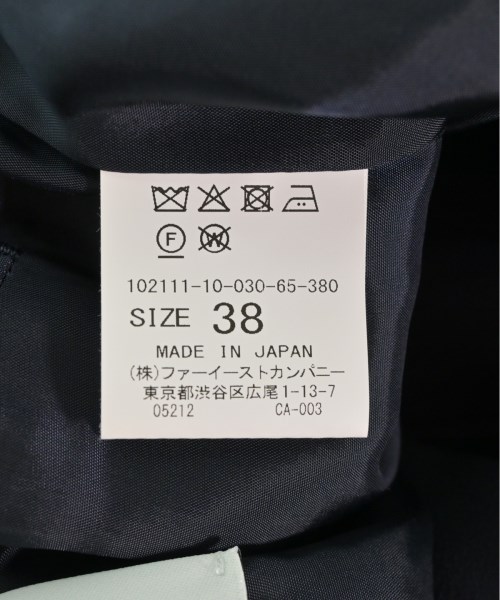 F W
102111-10-030-65-380
SIZE 38
MADE IN JAPAN
(株)ファーイーストカンパニー
東京都渋谷区広尾1-13-7
05212 CA-003